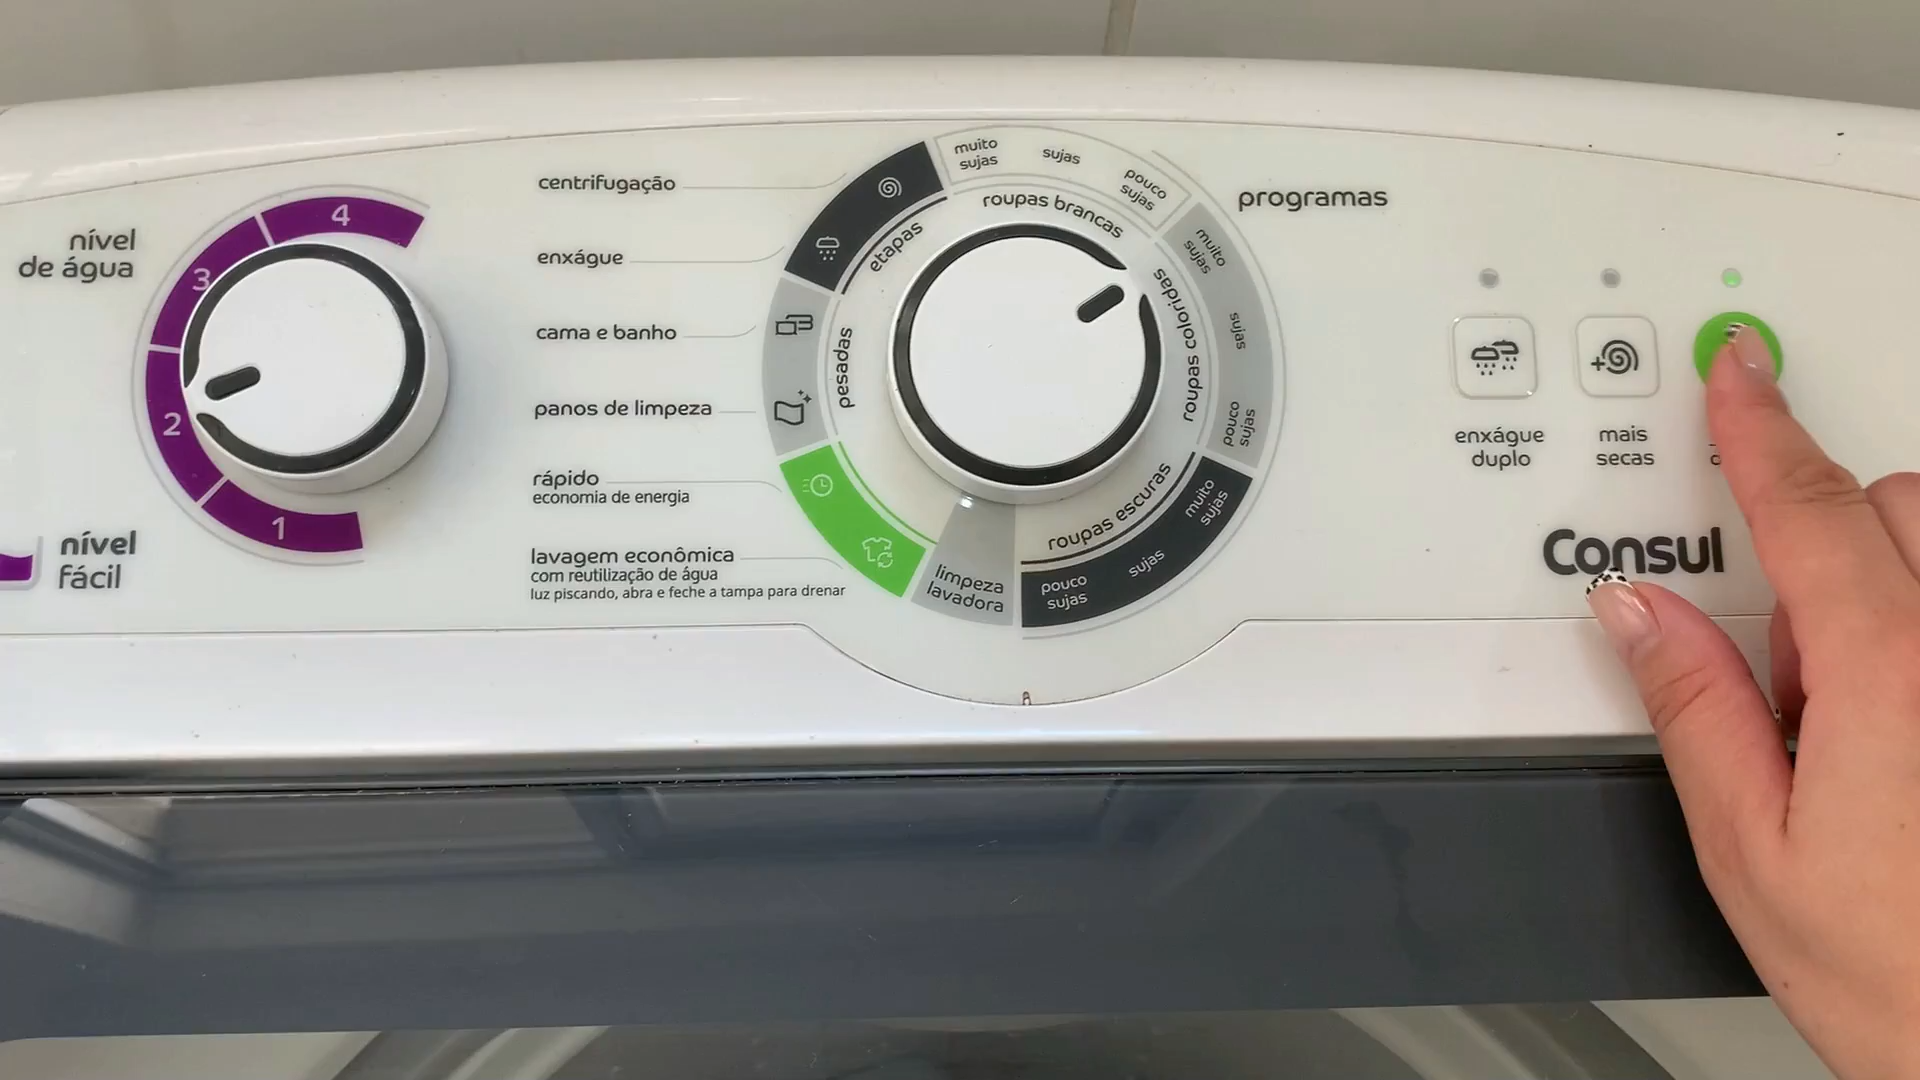 nível
de água
4
3
2
1
nível
fácil
centrifugação
enxágue
cama e banho
panos de limpeza
rápido
economia de energia
lavagem econômica
com reutilização de água
luz piscando, abra e feche a tampa para drenar
etapas
pesadas
muito
sujas
sujas
pouco
sujas
roupas brancas
muito
sujas
sujas
pouco
sujas
roupas coloridas
muito
sujas
sujas
pouco
sujas
roupas escuras
limpeza
lavadora
programas
enxágue
duplo
mais
secas
Consul